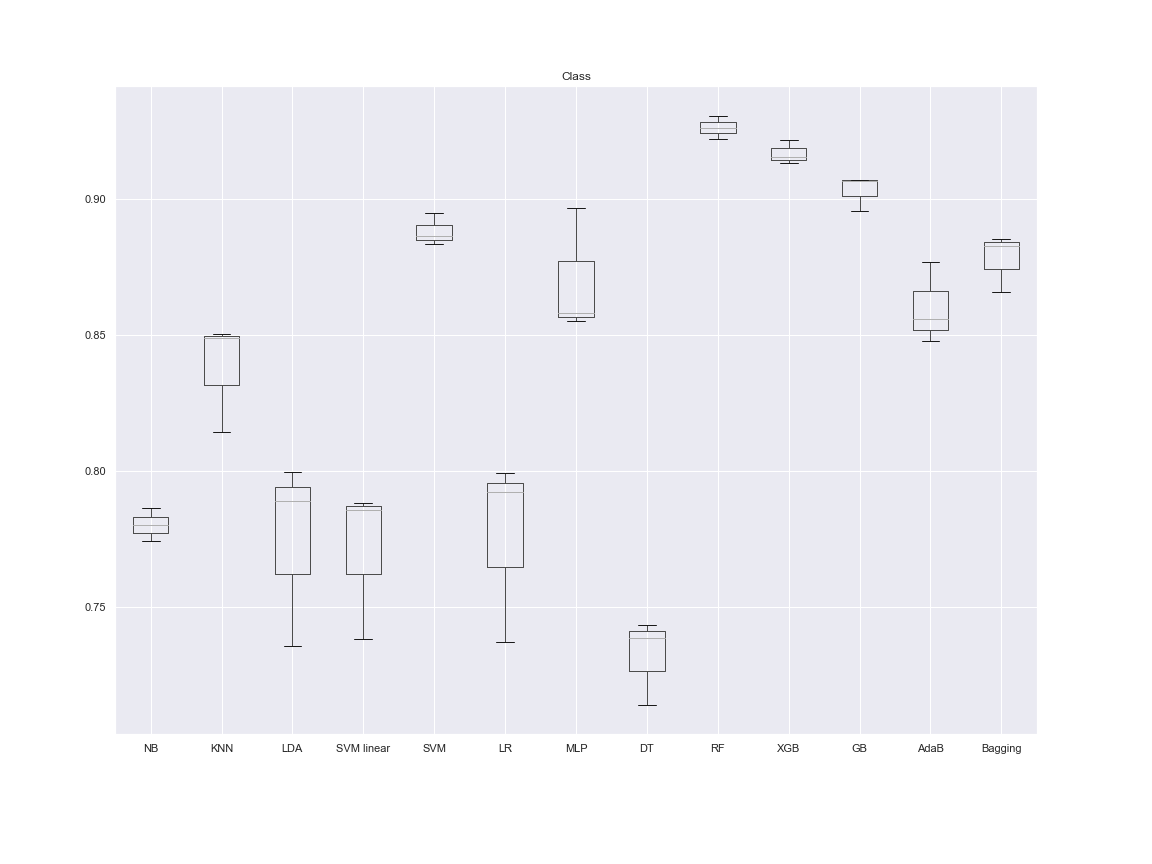 Class
0.90
0.85
0.80
0.75
NB KNN LDA SVM linear SVM LR MLP DT RF XGB GB AdaB Bagging